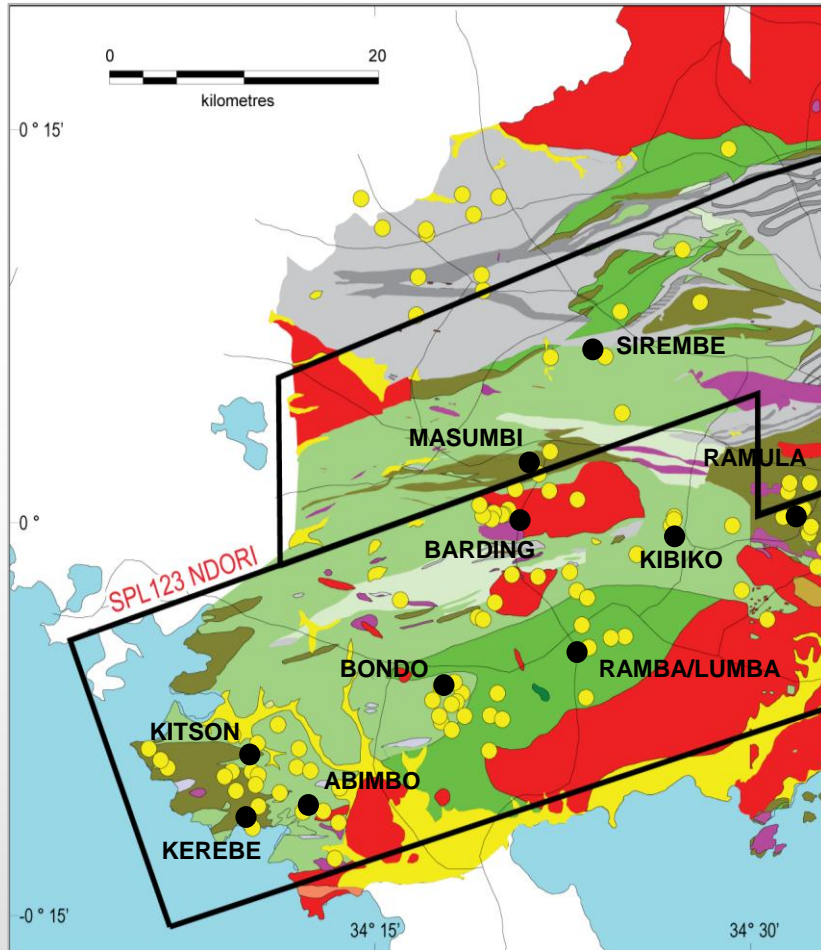 0 20
kilometres
0 ° 15'
SIREMBE
MASUMBI
RAMULA
0 °
BARDING
KIBIKO
SPL123 NDORI
BONDO
RAMBA/LUMBA
KITSON
ABIMBO
KEREBE
-0 ° 15'
34 ° 15'
34 ° 30'